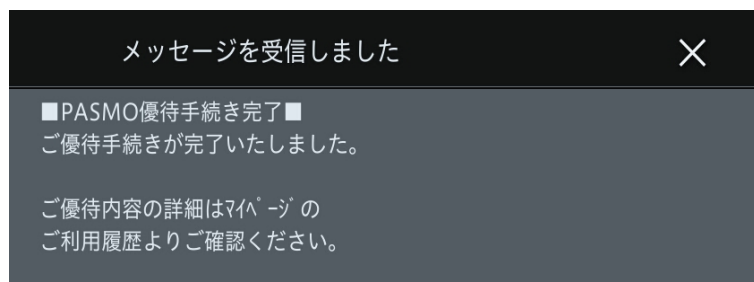 メッセージを受信しました
■PASMO優待手続き完了■
ご優待手続きが完了いたしました。
ご優待内容の詳細はﾏｲﾍﾟｰｼﾞの
ご利用履歴よりご確認ください。